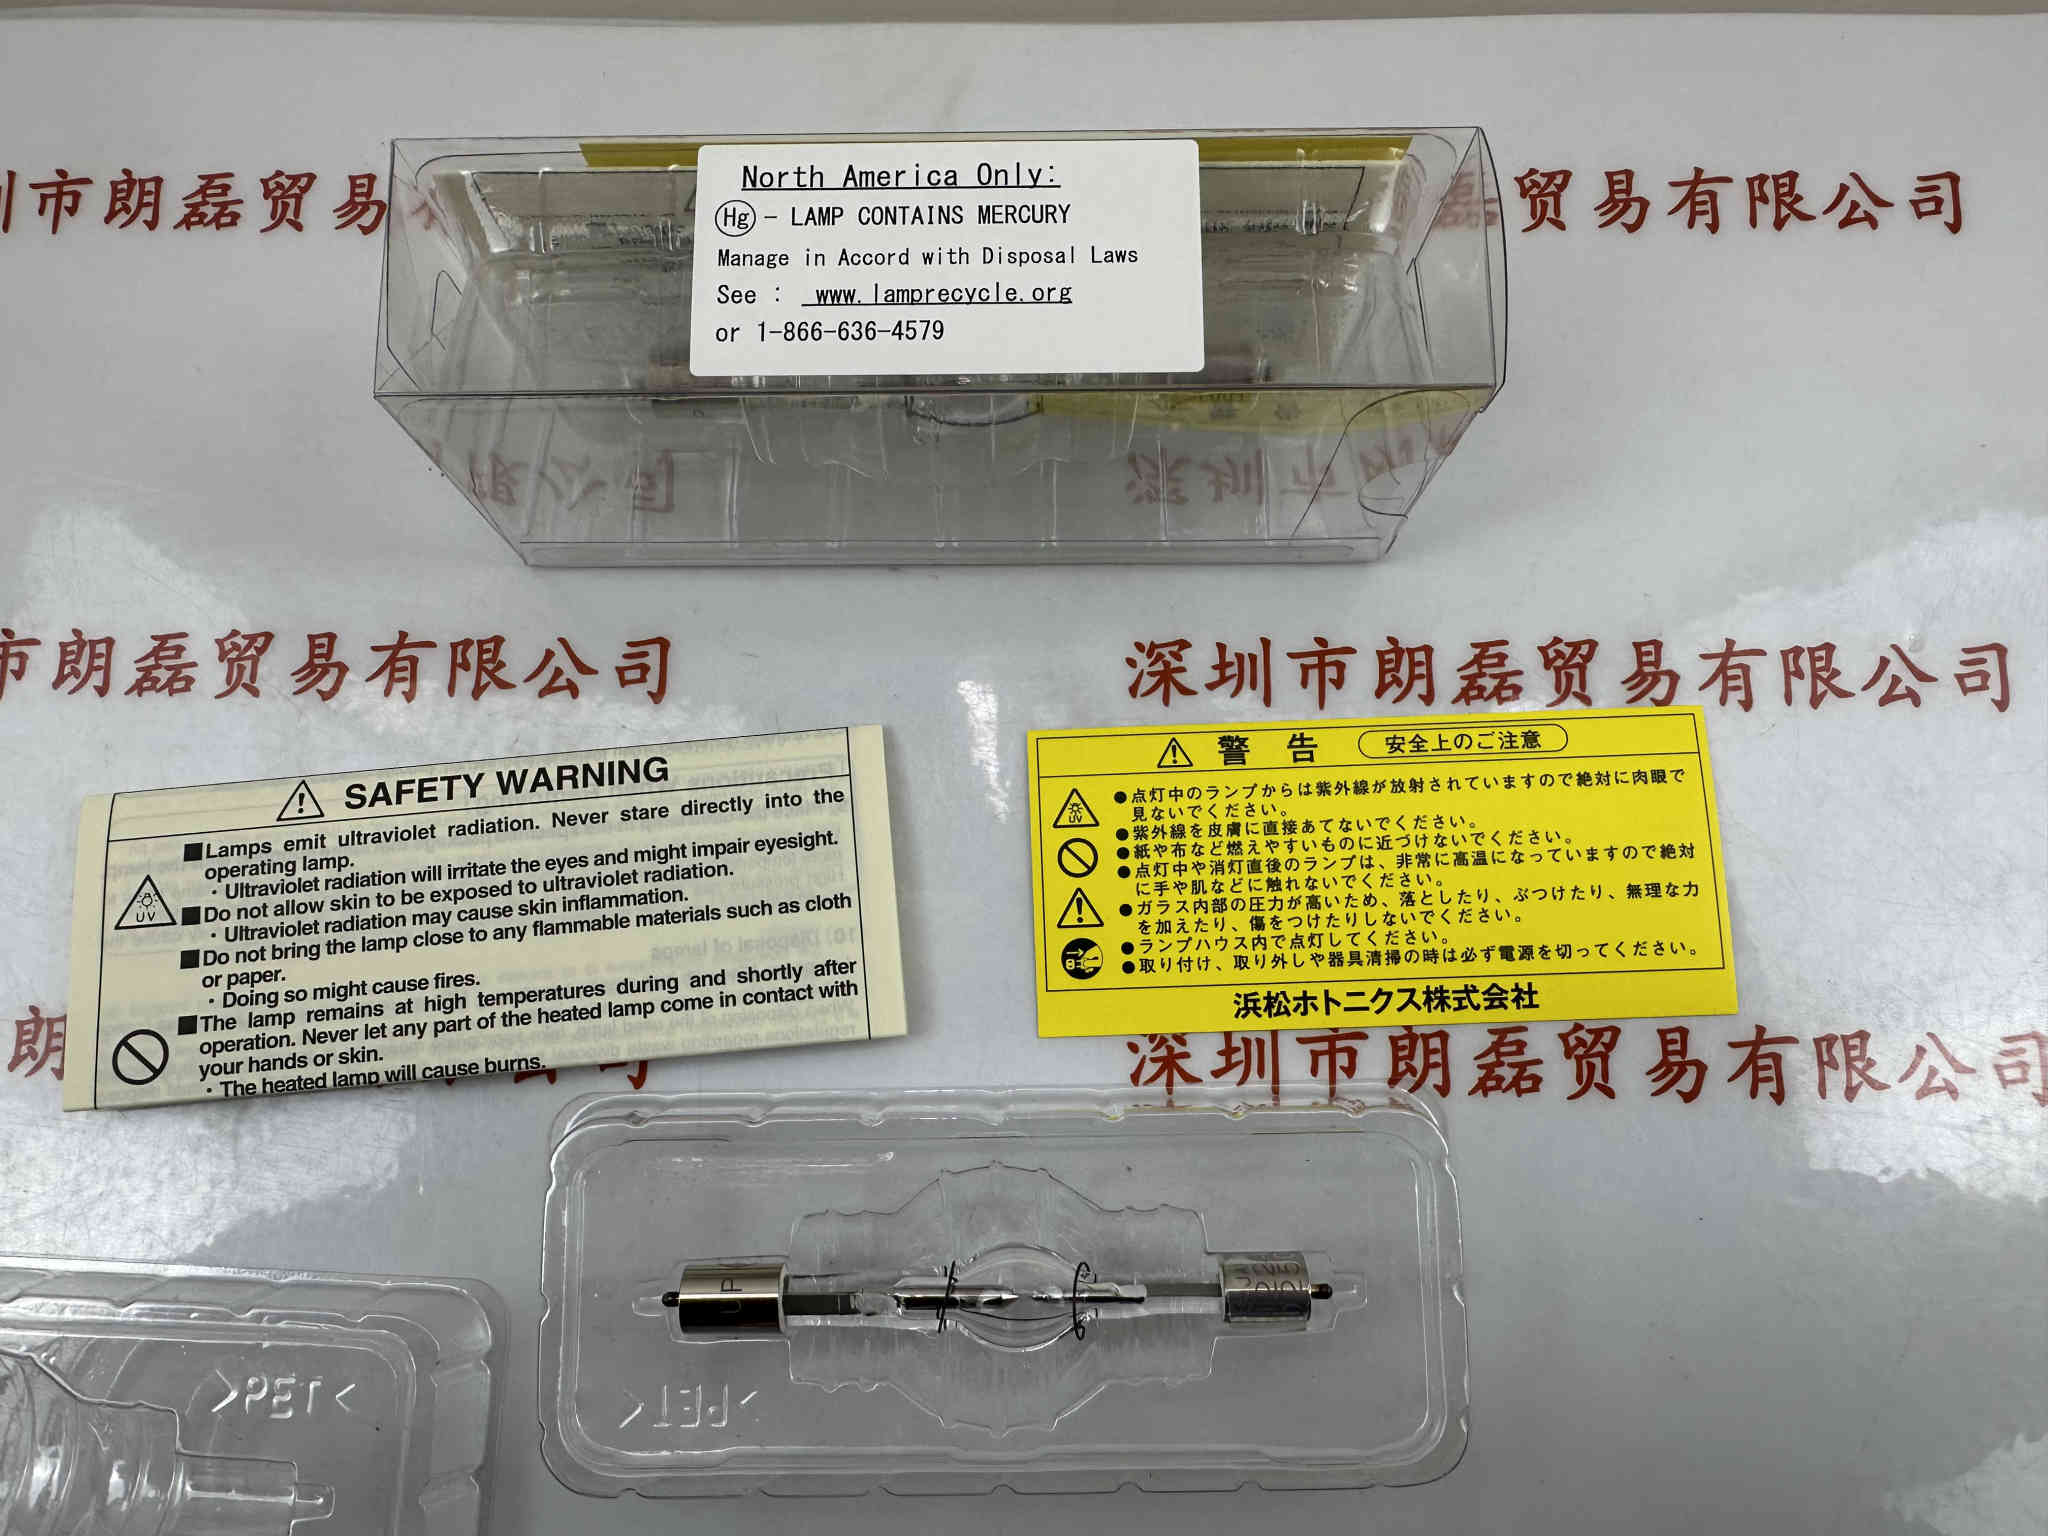 圳市朗磊贸易
贸易有限公司
North America Only:
Hg - LAMP CONTAINS MERCURY
Manage in Accord with Disposal Laws
See : www.lamprecycle.org
or 1-866-636-4579
限公司
深圳市
市朗磊贸易有限公司
深圳市朗磊贸易有限公司
SAFETY WARNING
■Lamps emit ultraviolet radiation. Never stare directly into the
operating lamp.
・Ultraviolet radiation will irritate the eyes and might impair eyesight.
■Do not allow skin to be exposed to ultraviolet radiation.
・Ultraviolet radiation may cause skin inflammation.
■Do not bring the lamp close to any flammable materials such as cloth
or paper.
・Doing so might cause fires.
■The lamp remains at high temperatures during and shortly after
operation. Never let any part of the heated lamp come in contact with
your hands or skin.
・The heated lamp will cause burns.
UV
警告 安全上のご注意
●点灯中のランプからは紫外線が放射されていますので絶対に肉眼で
見ないでください。
●紫外線を皮膚に直接あてないでください。
●紙や布など燃えやすいものに近づけないでください。
●点灯中や消灯直後のランプは、非常に高温になっていますので絶対
に手や肌などに触れないでください。
●ガラス内部の圧力が高いため、落としたり、ぶつけたり、無理な力
を加えたり、傷をつけたりしないでください。
●ランプハウス内で点灯してください。
●取り付け、取り外しや器具清掃の時は必ず電源を切ってください。
UV
浜松ホトニクス株式会社
朗
司
深圳市朗磊贸易有限公司
UP
>PET<
>PET<